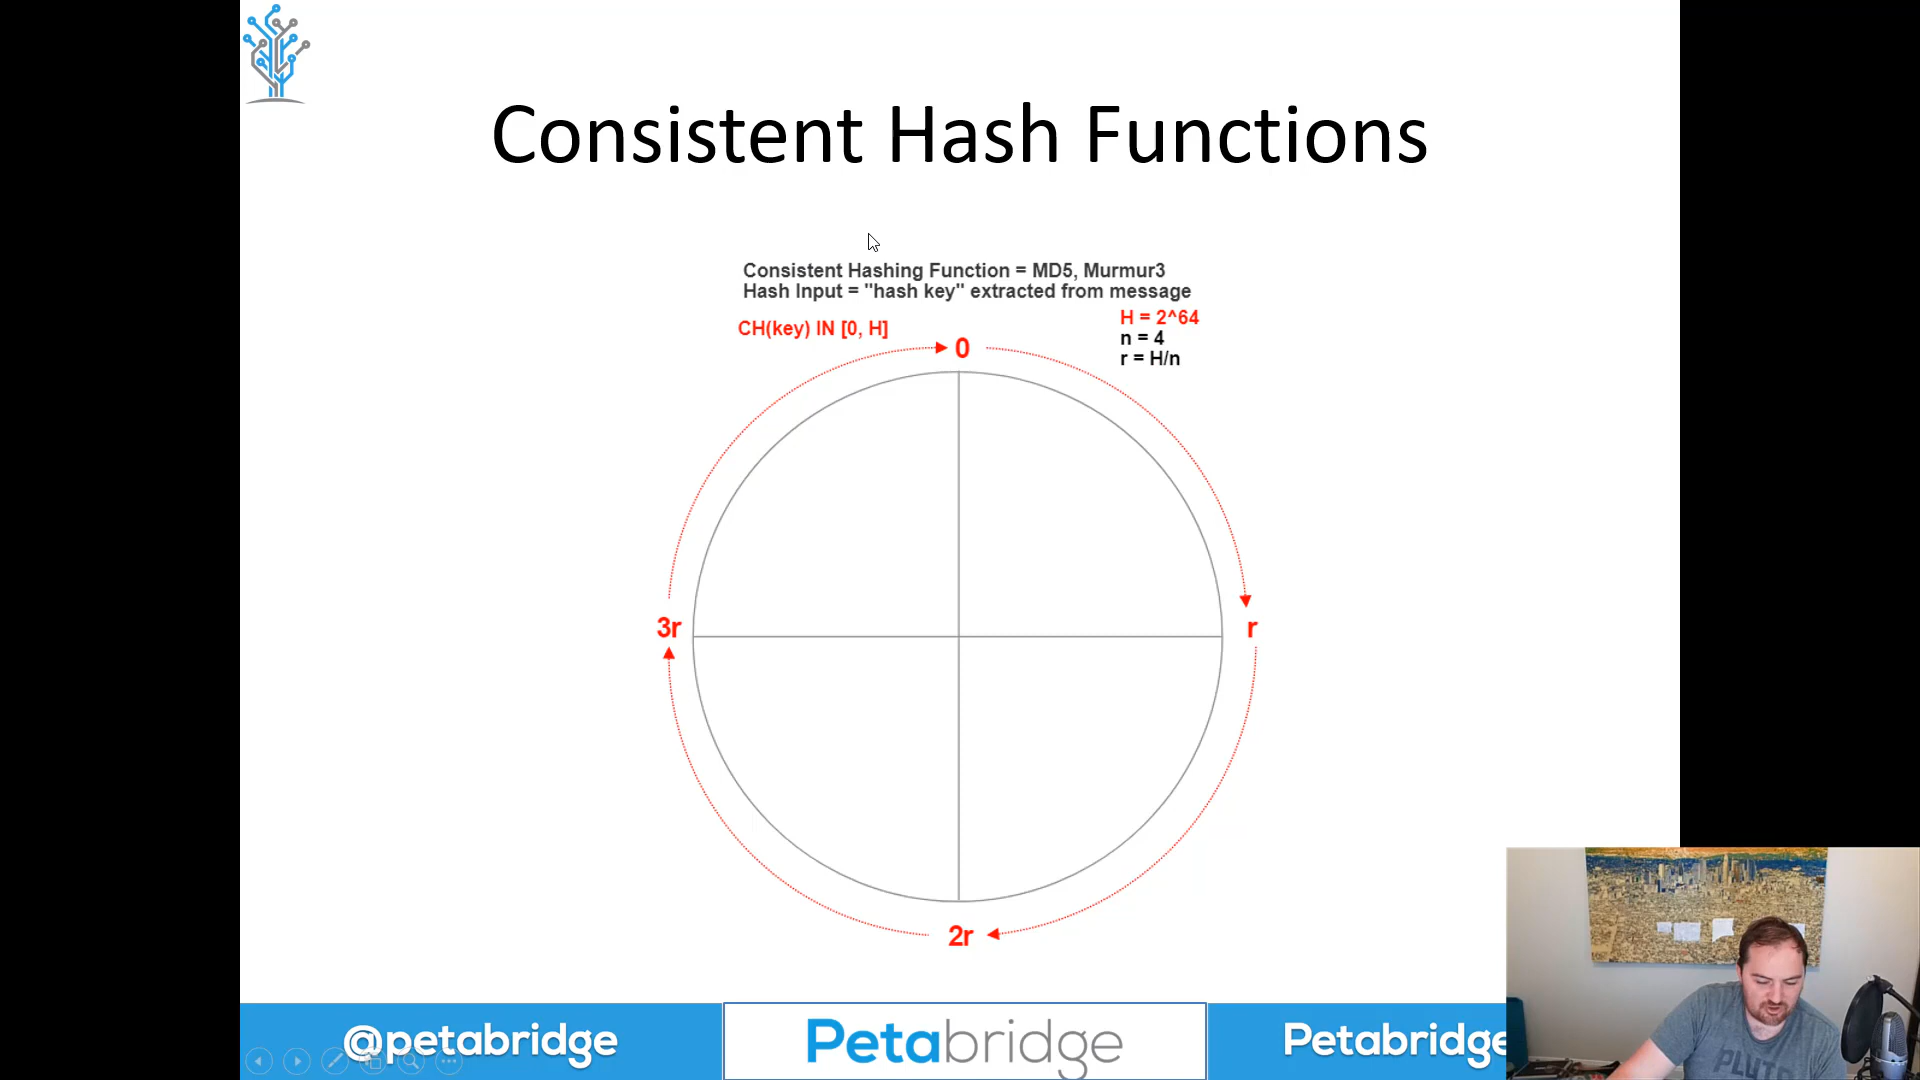 Consistent Hash Functions
Consistent Hashing Function = MD5, Murmur3
Hash Input = "hash key" extracted from message
CH(key) IN [0, H]
H = 2^64
n = 4
r = H/n
0
3r
r
2r
@petabridge
Petabridge
Petabridge
PLUTO